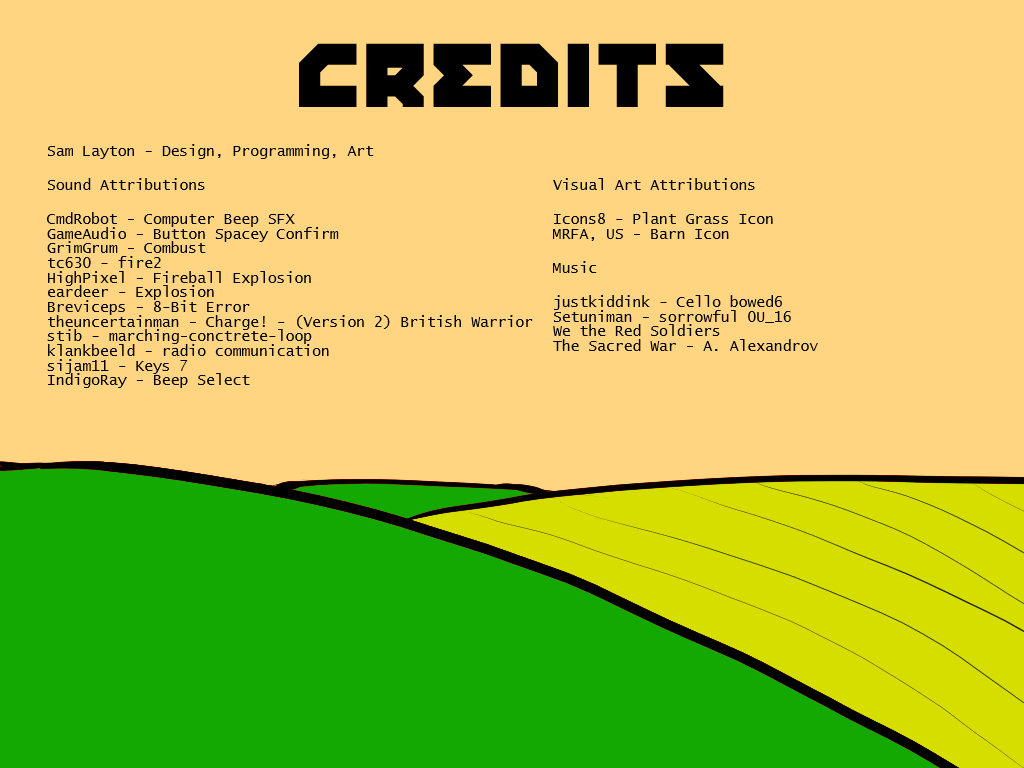 CREDITS
Sam Layton - Design, Programming, Art
Sound Attributions
CmdRobot - Computer Beep SFX
GameAudio - Button Spacey Confirm
GrimGrum - Combust
tc630 - fire2
HighPixel - Fireball Explosion
eardeer - Explosion
Breviceps - 8-Bit Error
theuncertainman - Charge! - (Version 2) British Warrior
stib - marching-conctrete-loop
klankbeeld - radio communication
sijam11 - Keys 7
IndigoRay - Beep Select
Visual Art Attributions
Icons8 - Plant Grass Icon
MRFA, US - Barn Icon
Music
justkiddink - Cello bowed6
Setuniman - sorrowful OU_16
We the Red Soldiers
The Sacred War - A. Alexandrov